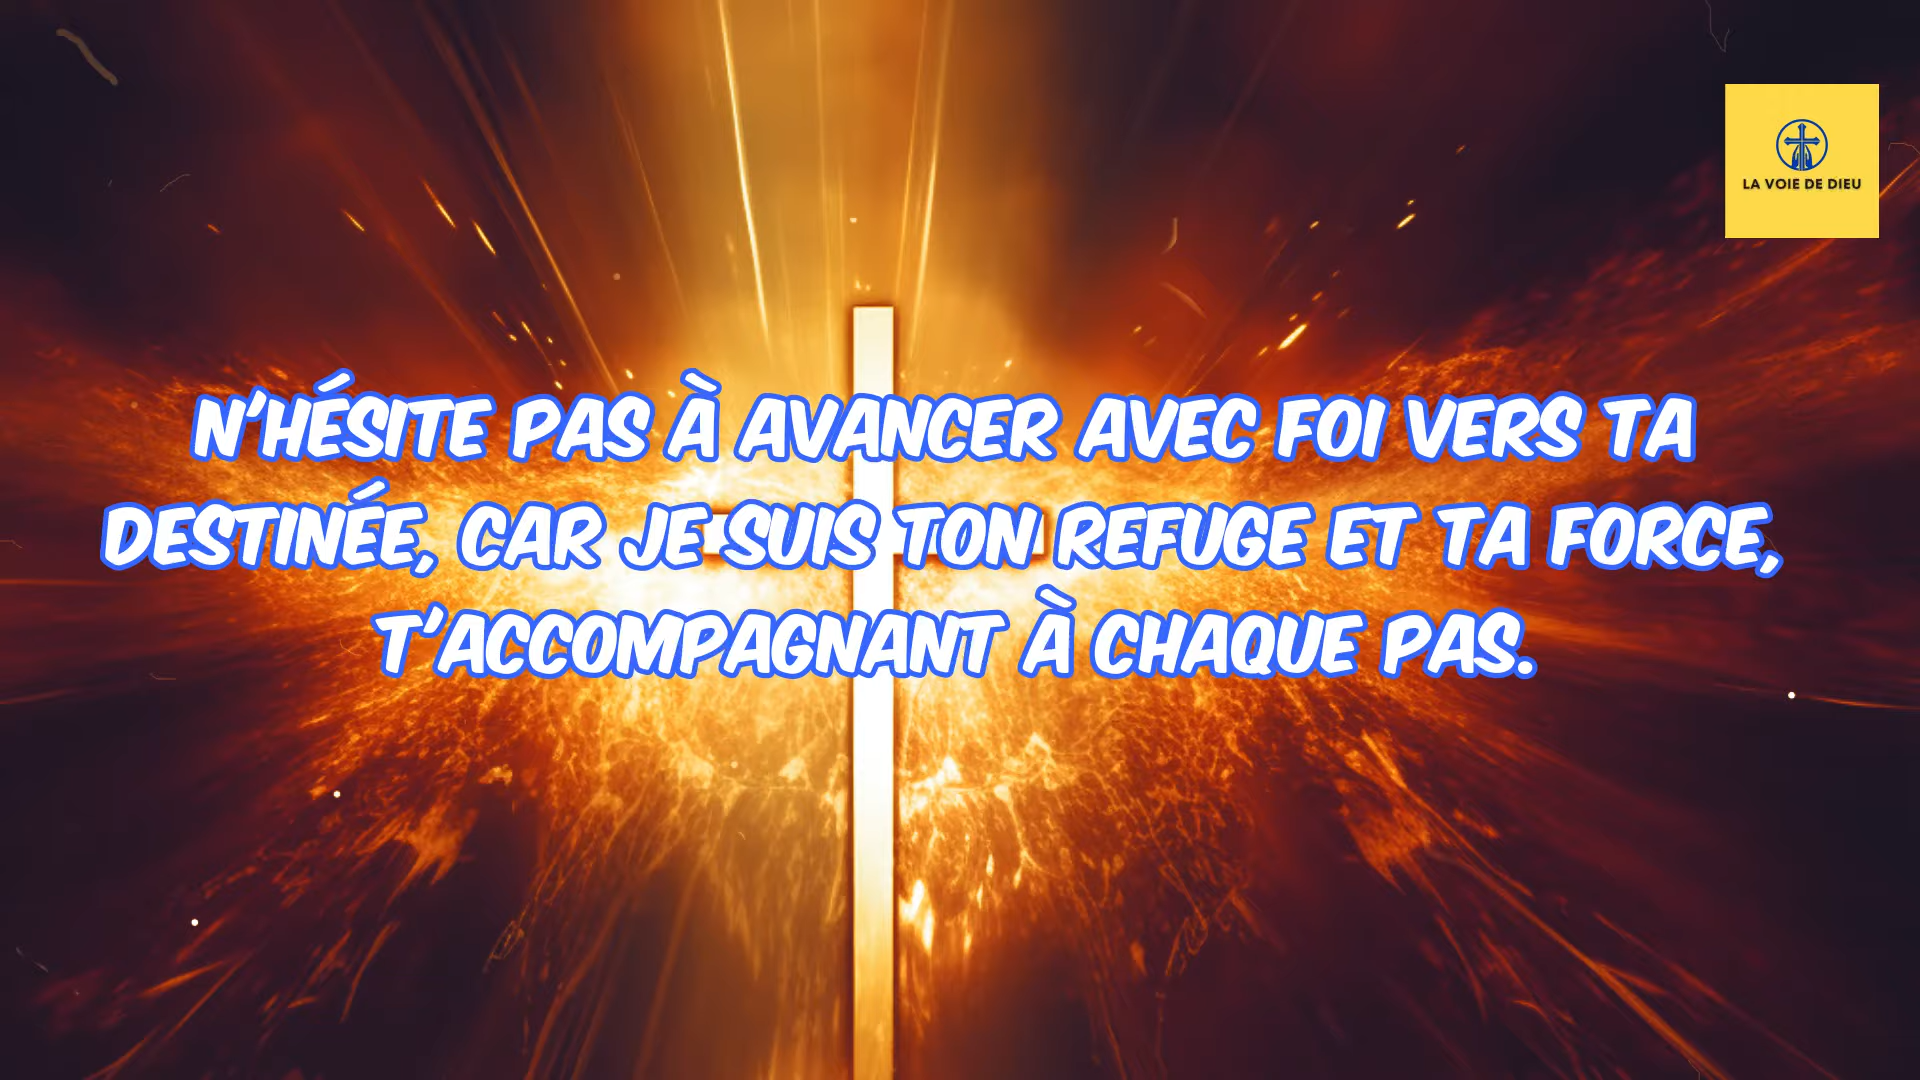 LA VOIE DE DIEU
N'HÉSITE PAS À AVANCER AVEC FOI VERS TA
DESTINÉE, CAR JE SUIS TON REFUGE ET TA FORCE,
T'ACCOMPAGNANT À CHAQUE PAS.